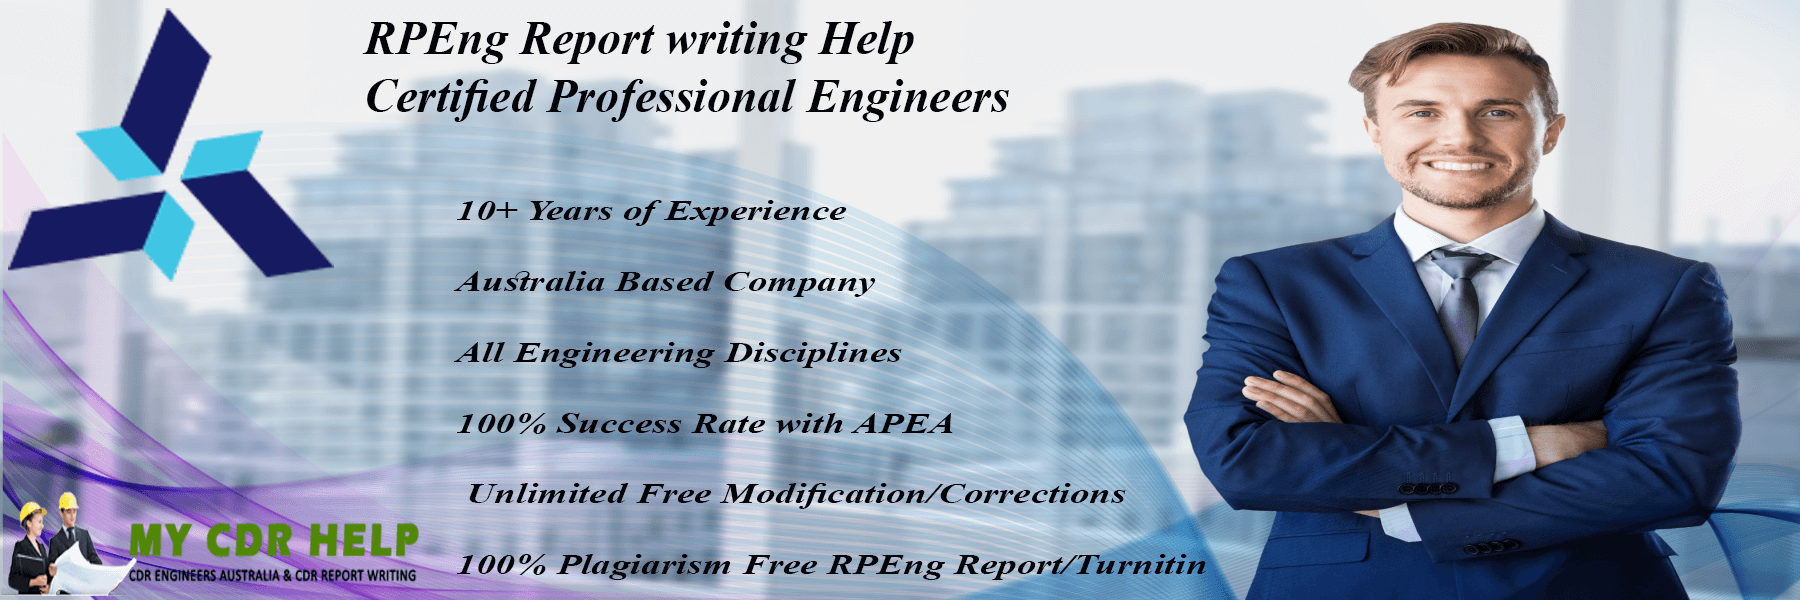 RPEng Report writing Help
Certified Professional Engineers
10+ Years of Experience
Australia Based Company
All Engineering Disciplines
100% Success Rate with APEA
Unlimited Free Modification/Corrections
100% Plagiarism Free RPEng Report/Turnitin
MY CDR HELP
CDR ENGINEERS AUSTRALIA & CDR REPORT WRITING